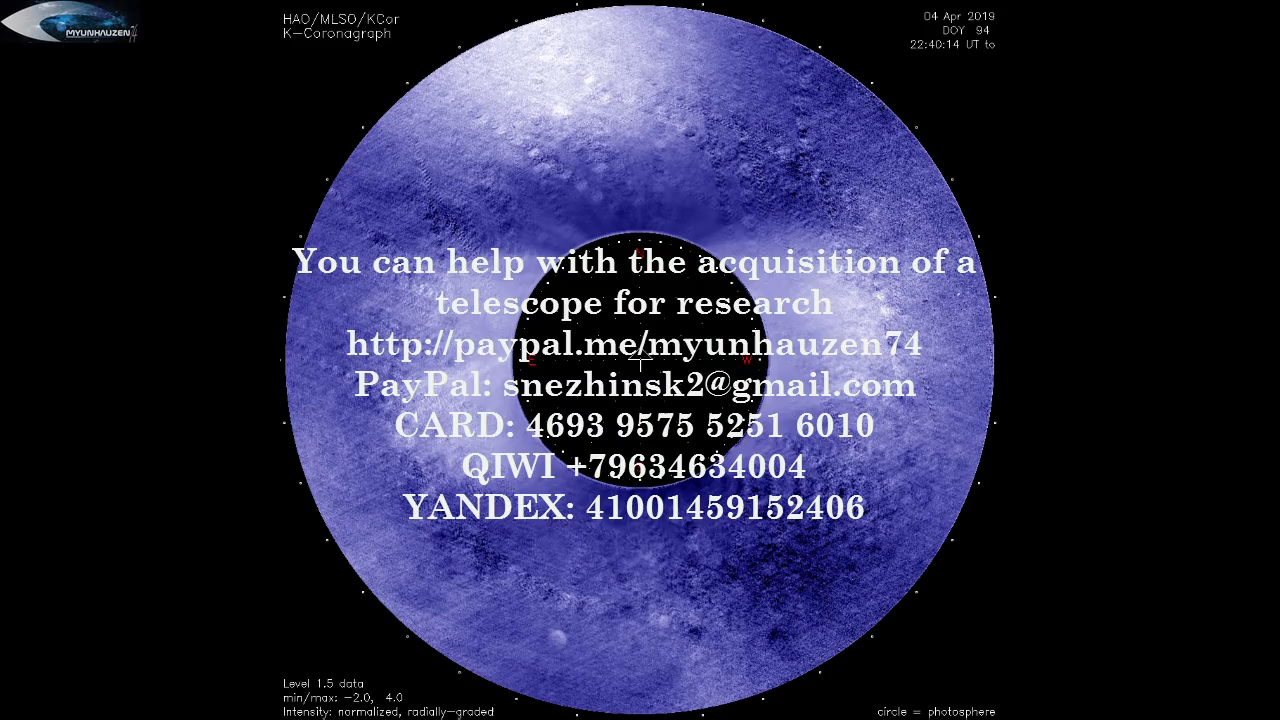 MYUNHAUZEN74
HAO/MLSO/KCor
K-Coronagraph
04 Apr 2019
DOY 94
22:40:14 UT to
You can help with the acquisition of a
telescope for research
http://paypal.me/myunhauzen74
PayPal: snezhinsk2@gmail.com
CARD: 4693 9575 5251 6010
QIWI +79634634004
YANDEX: 41001459152406
E
W
Level 1.5 data
min/max: -2.0, 4.0
Intensity: normalized, radially-graded
circle = photosphere